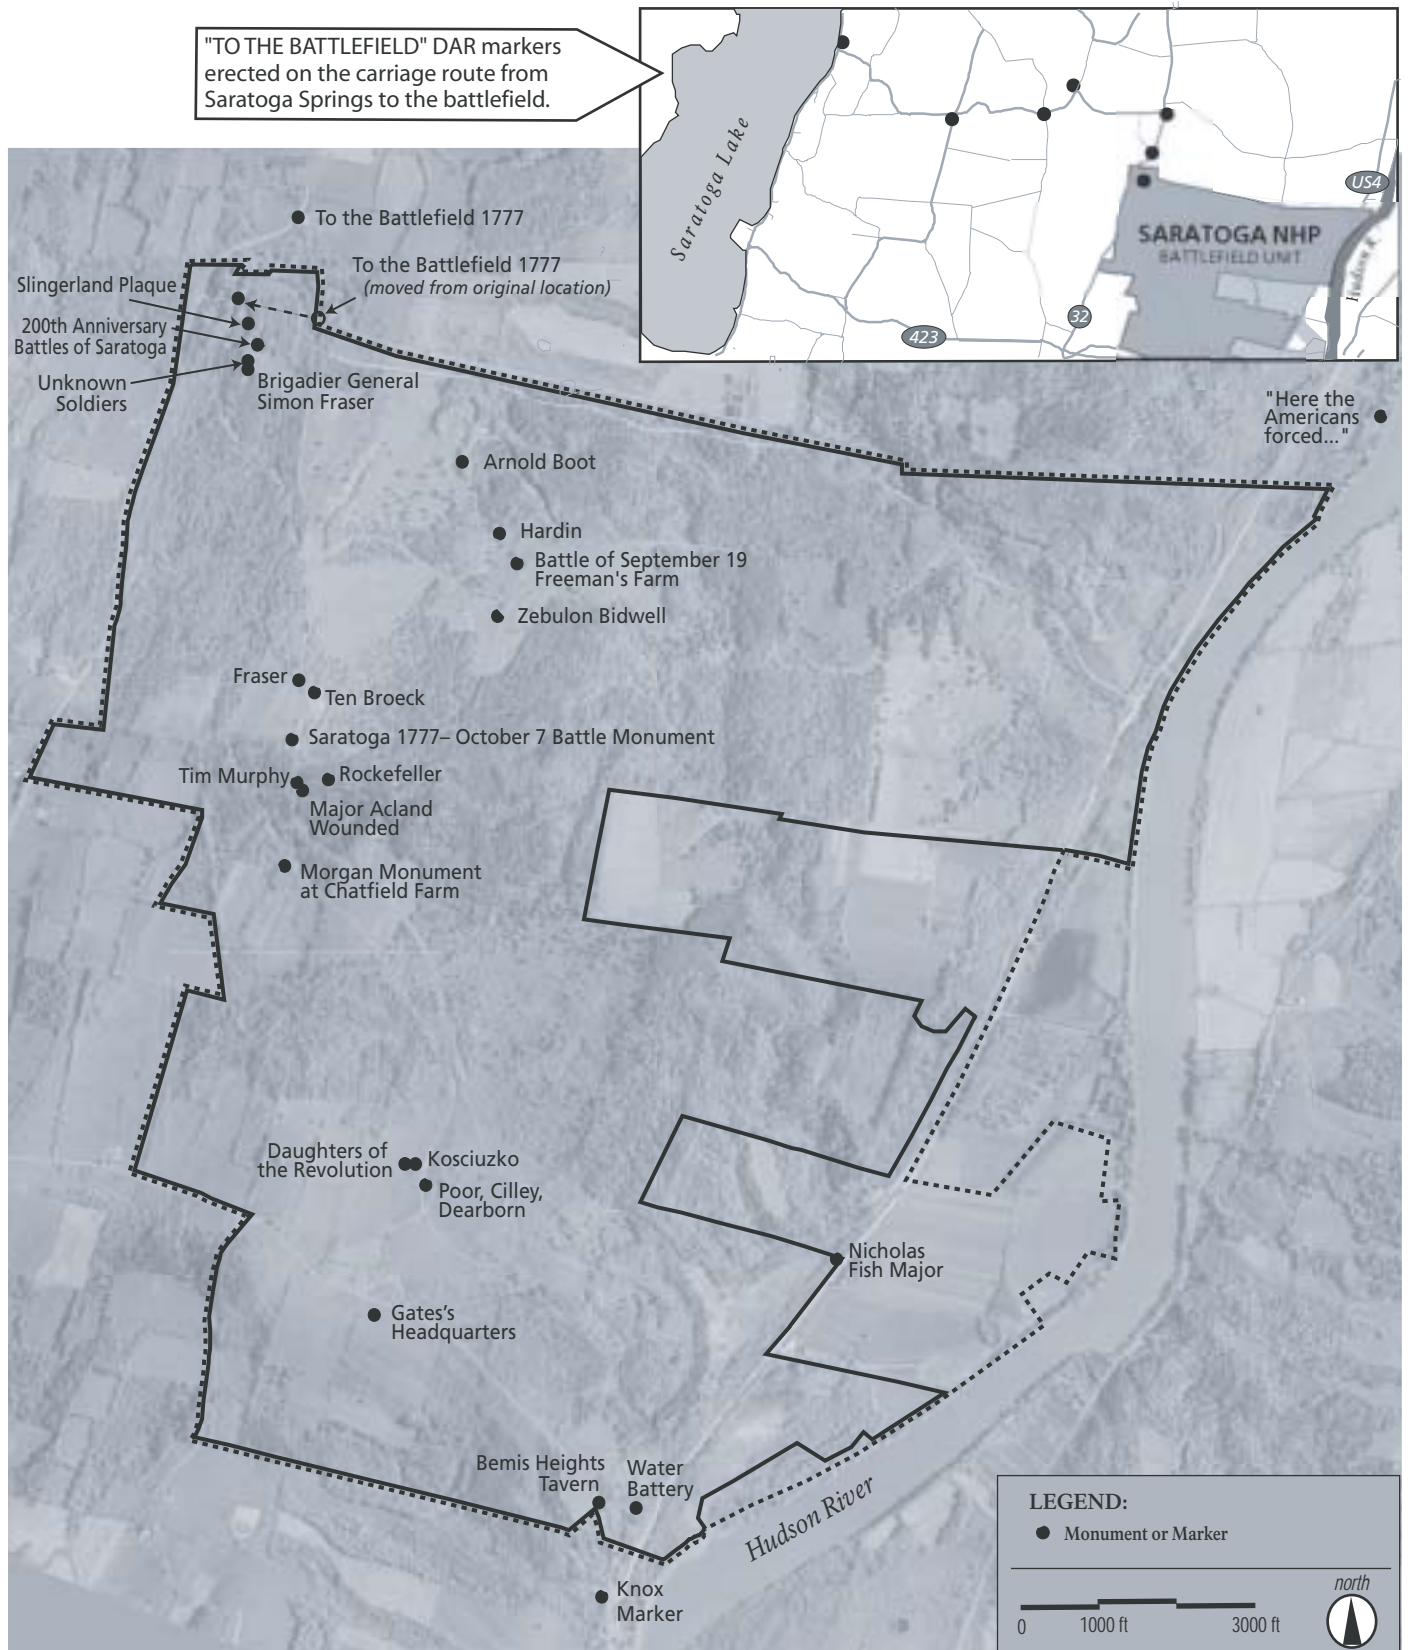 "TO THE BATTLEFIELD" DAR markers
erected on the carriage route from
Saratoga Springs to the battlefield.
Saratoga Lake
US4
SARATOGA NHP
BATTLEFIELD UNIT
Hudson R.
32
423
To the Battlefield 1777
To the Battlefield 1777
(moved from original location)
Slingerland Plaque
200th Anniversary
Battles of Saratoga
Unknown
Soldiers
Brigadier General
Simon Fraser
"Here the
Americans
forced..."
Arnold Boot
Hardin
Battle of September 19
Freeman's Farm
Zebulon Bidwell
Fraser
Ten Broeck
Saratoga 1777– October 7 Battle Monument
Tim Murphy
Rockefeller
Major Acland
Wounded
Morgan Monument
at Chatfield Farm
Daughters of
the Revolution
Kosciuzko
Poor, Cilley,
Dearborn
Nicholas
Fish Major
Gates's
Headquarters
Bemis Heights
Tavern
Water
Battery
Hudson River
Knox
Marker
LEGEND:
Monument or Marker
0
1000 ft
3000 ft
north